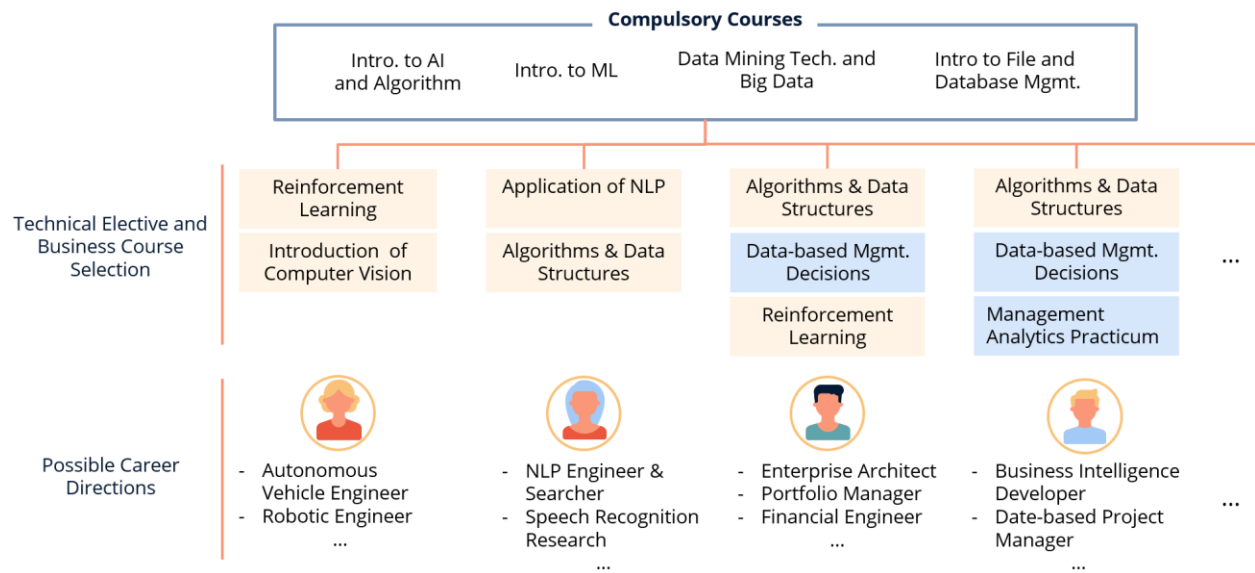 Compulsory Courses
Intro. to AI
and Algorithm
Intro. to ML
Data Mining Tech. and
Big Data
Intro to File and
Database Mgmt.
Technical Elective and
Business Course
Selection
Reinforcement
Learning
Introduction of
Computer Vision
Application of NLP
Algorithms & Data
Structures
Algorithms & Data
Structures
Data-based Mgmt.
Decisions
Reinforcement
Learning
Algorithms & Data
Structures
Data-based Mgmt.
Decisions
Management
Analytics Practicum
...
Possible Career
Directions
- Autonomous
Vehicle Engineer
- Robotic Engineer
...
- NLP Engineer &
Searcher
- Speech Recognition
Research
...
- Enterprise Architect
- Portfolio Manager
- Financial Engineer
...
- Business Intelligence
Developer
- Date-based Project
Manager
...
...